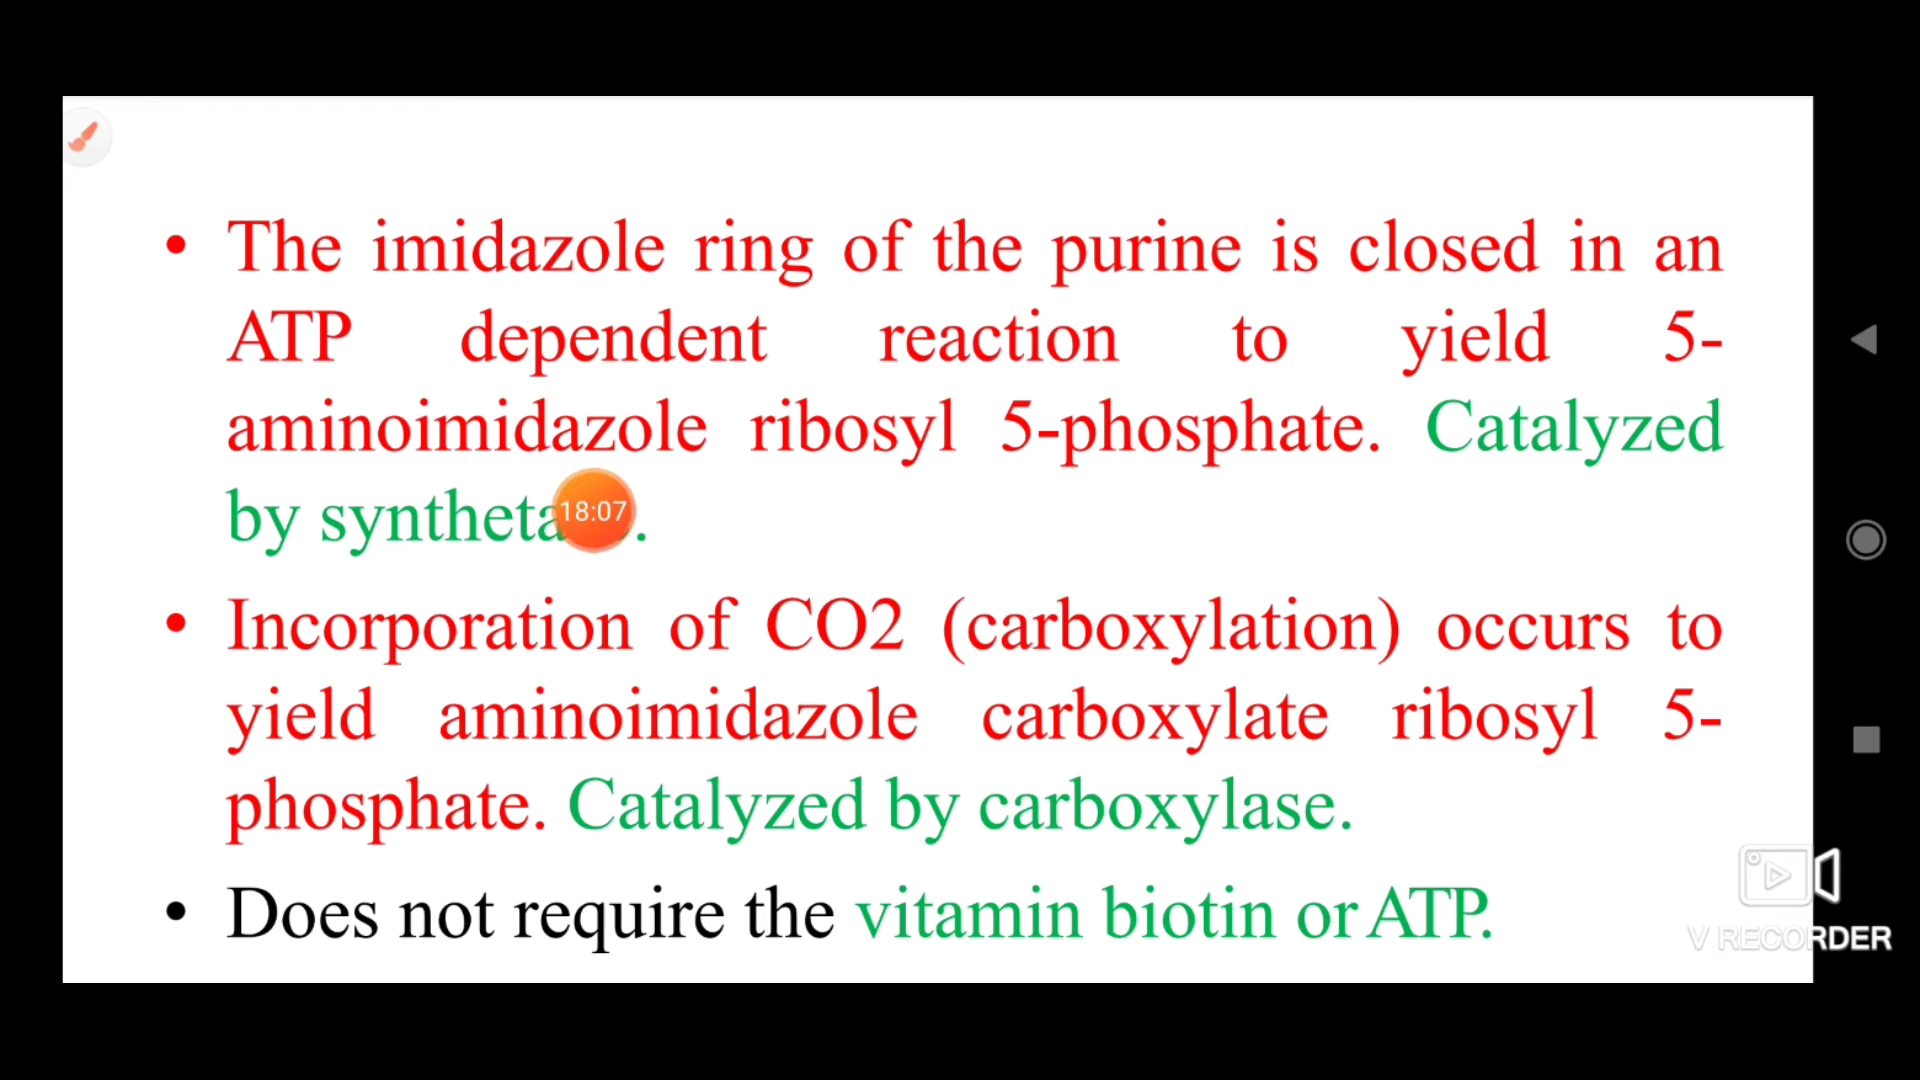 • The imidazole ring of the purine is closed in an
ATP dependent reaction to yield 5-
aminoimidazole ribosyl 5-phosphate. Catalyzed
by .
18:07
• Incorporation of CO2 (carboxylation) occurs to
yield aminoimidazole carboxylate ribosyl 5-
phosphate. Catalyzed by carboxylase.
• Does not require the vitamin biotin or ATP.
V RECORDER